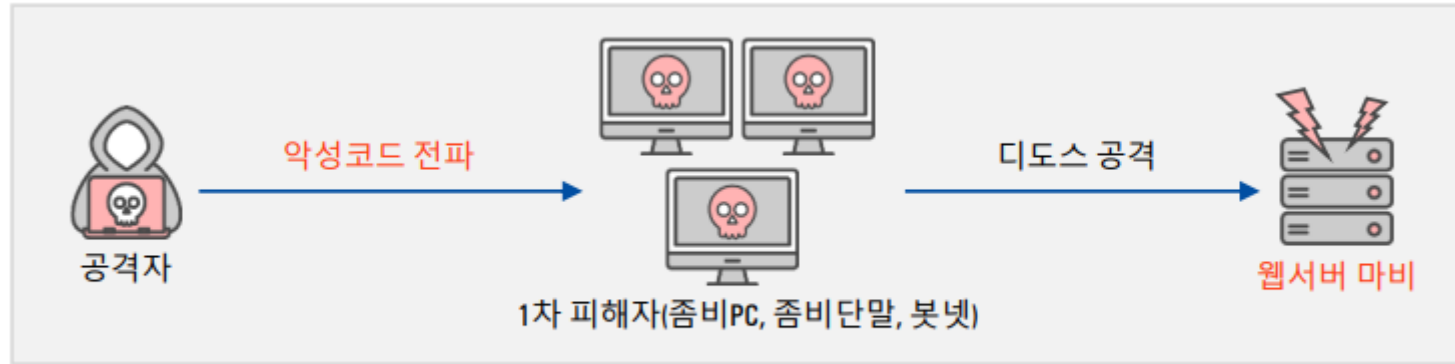 악성코드 전파
디도스 공격
공격자
1차 피해자(좀비PC, 좀비단말, 봇넷)
웹서버 마비